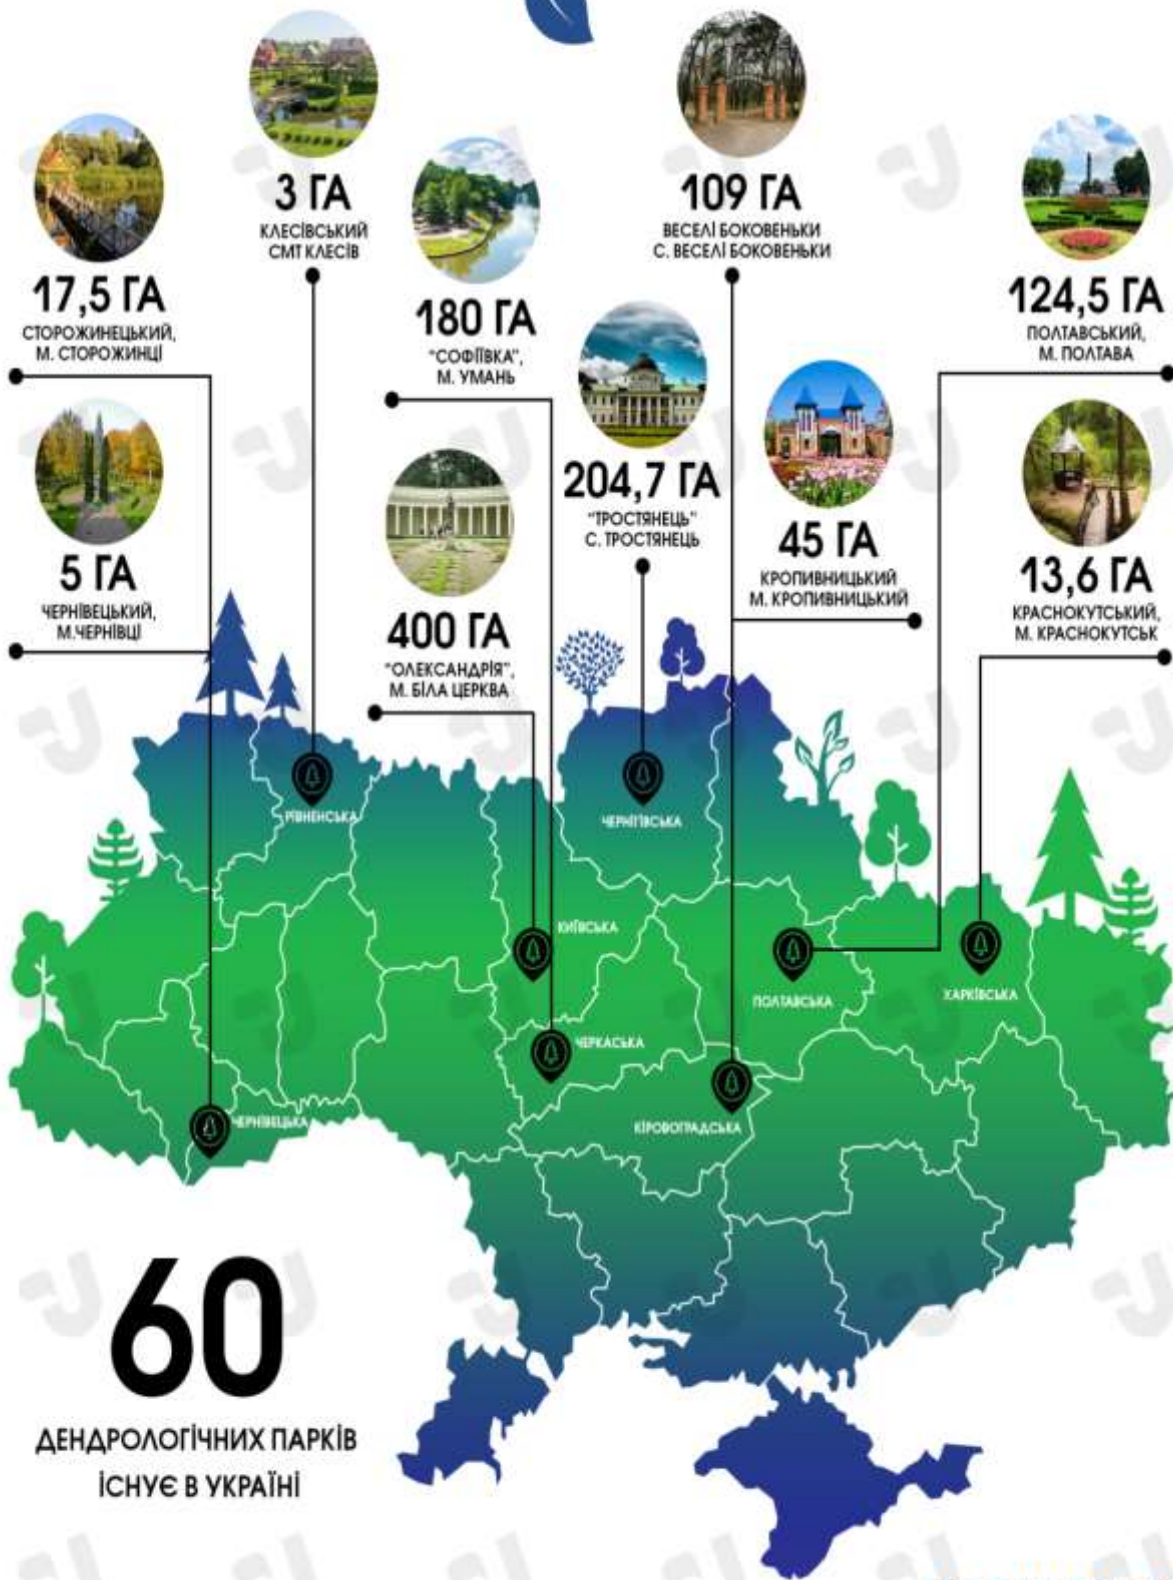 3 ГА
КЛЕСІВСЬКИЙ
СМТ КЛЕСІВ
109 ГА
ВЕСЕЛІ БОКОВЕНЬКИ
С. ВЕСЕЛІ БОКОВЕНЬКИ
17,5 ГА
СТОРОЖИНЕЦЬКИЙ,
М. СТОРОЖИНЦІ
180 ГА
"СОФІЇВКА",
М. УМАНЬ
124,5 ГА
ПОЛТАВСЬКИЙ,
М. ПОЛТАВА
204,7 ГА
"ТРОСТЯНЕЦЬ"
С. ТРОСТЯНЕЦЬ
45 ГА
КРОПИВНИЦЬКИЙ
М. КРОПИВНИЦЬКИЙ
5 ГА
ЧЕРНІВЕЦЬКИЙ,
М.ЧЕРНІВЦІ
400 ГА
"ОЛЕКСАНДРІЯ",
М. БІЛА ЦЕРКВА
13,6 ГА
КРАСНОКУТСЬКИЙ,
М. КРАСНОКУТСЬК
РІВНЕНСЬКА
ЧЕРНІГІВСЬКА
КИЇВСЬКА
ПОЛТАВСЬКА
ХАРКІВСЬКА
ЧЕРКАСЬКА
ЧЕРНІВЕЦЬКА
КІРОВОГРАДСЬКА
60
ДЕНДРОЛОГІЧНИХ ПАРКІВ
ІСНУЄ В УКРАЇНІ